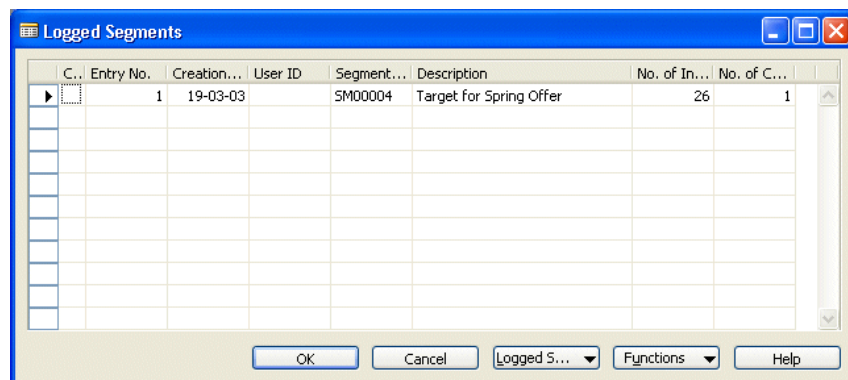 Logged Segments
C.. Entry No. Creation... User ID Segment... Description No. of In... No. of C...
1 19-03-03 SM00004 Target for Spring Offer 26 1
OK Cancel Logged S... Functions Help